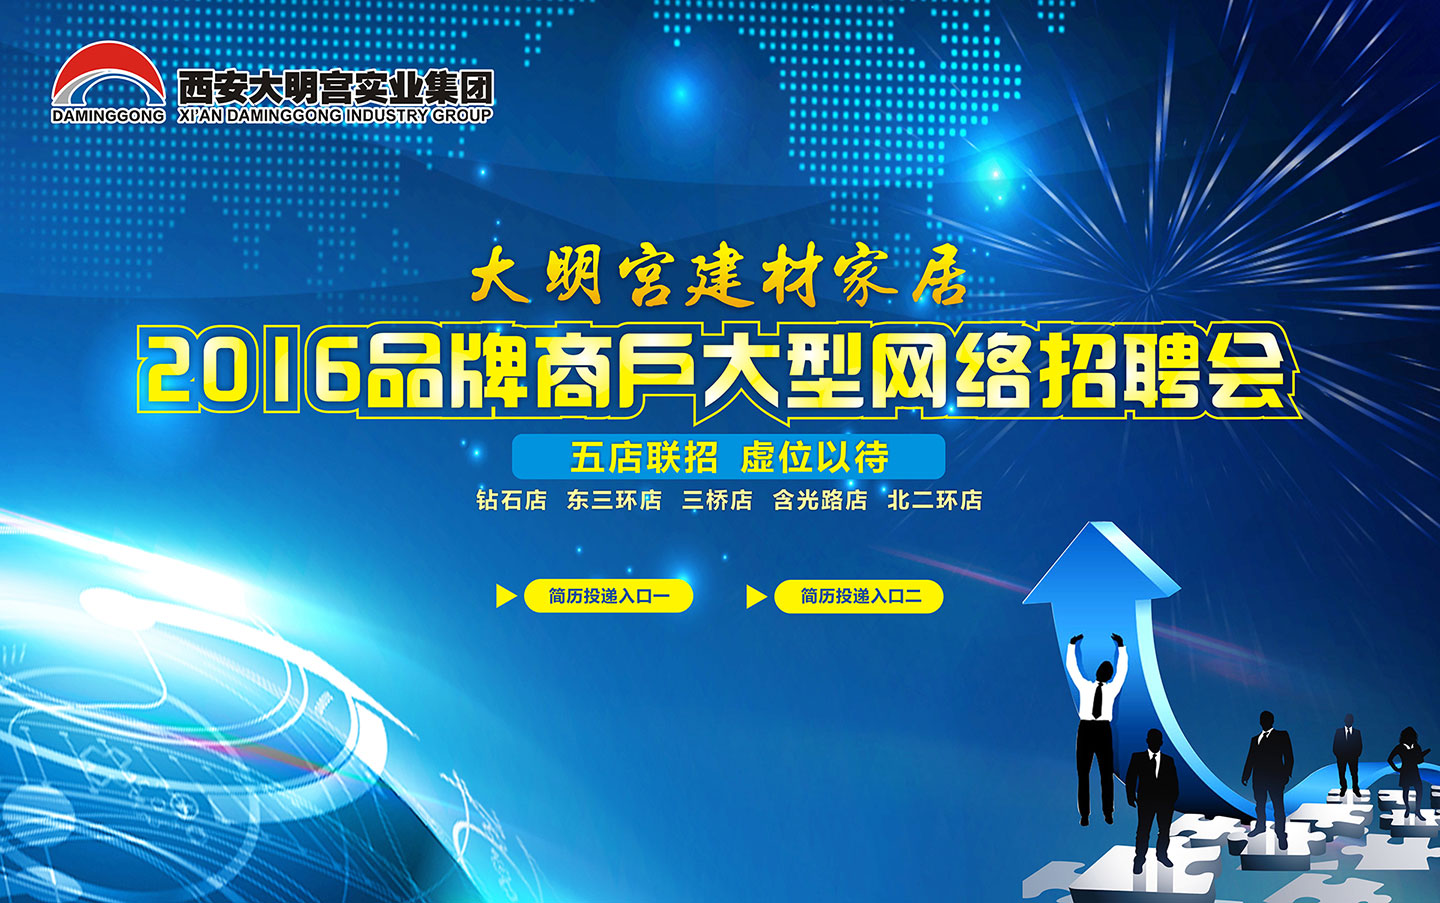 西安大明宫实业集团
DAMINGGONG XI'AN DAMINGGONG INDUSTRY GROUP
大明宫建材家居
2016品牌商户大型网络招聘会
五店联招 虚位以待
钻石店 东三环店 三桥店 含光路店 北二环店
简历投递入口一 简历投递入口二